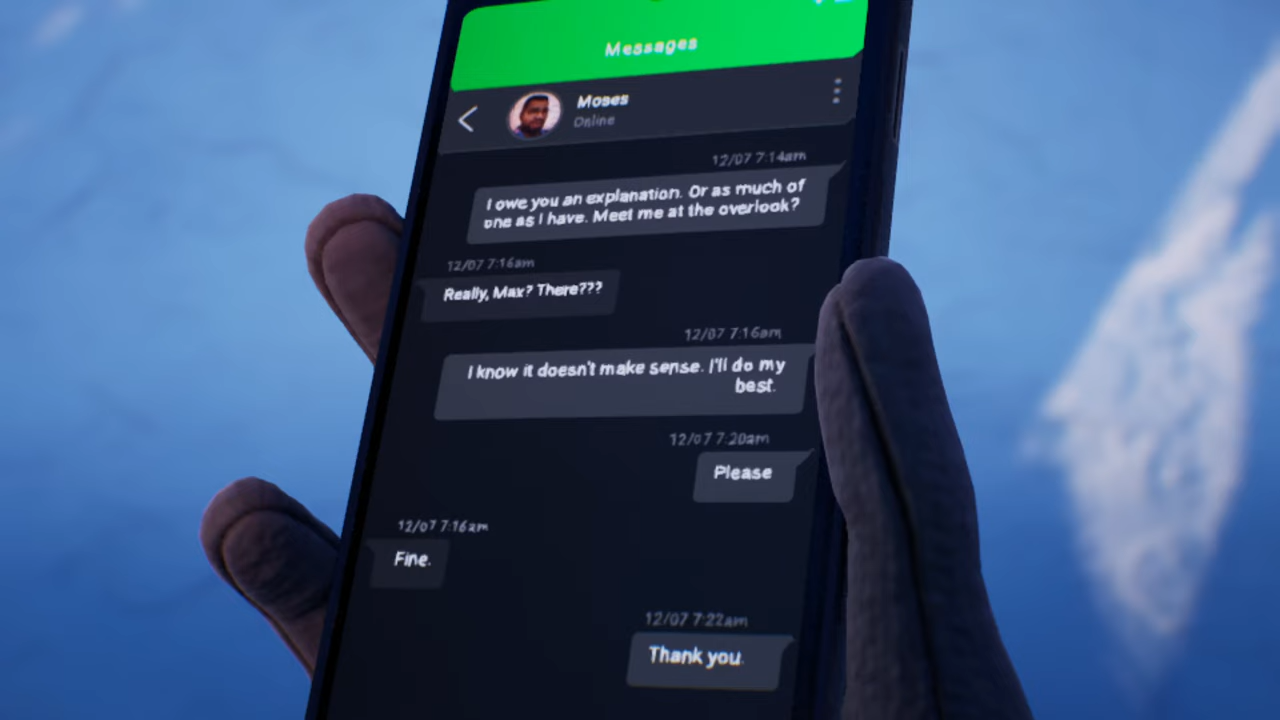 Messages
Moses
Online
12/07 7:14am
I owe you an explanation. Or as much of
one as I have. Meet me at the overlook?
12/07 7:16am
Really, Max? There???
12/07 7:16am
I know it doesn't make sense. I'll do my
best.
12/07 7:20am
Please
12/07 7:16am
Fine.
12/07 7:22am
Thank you.